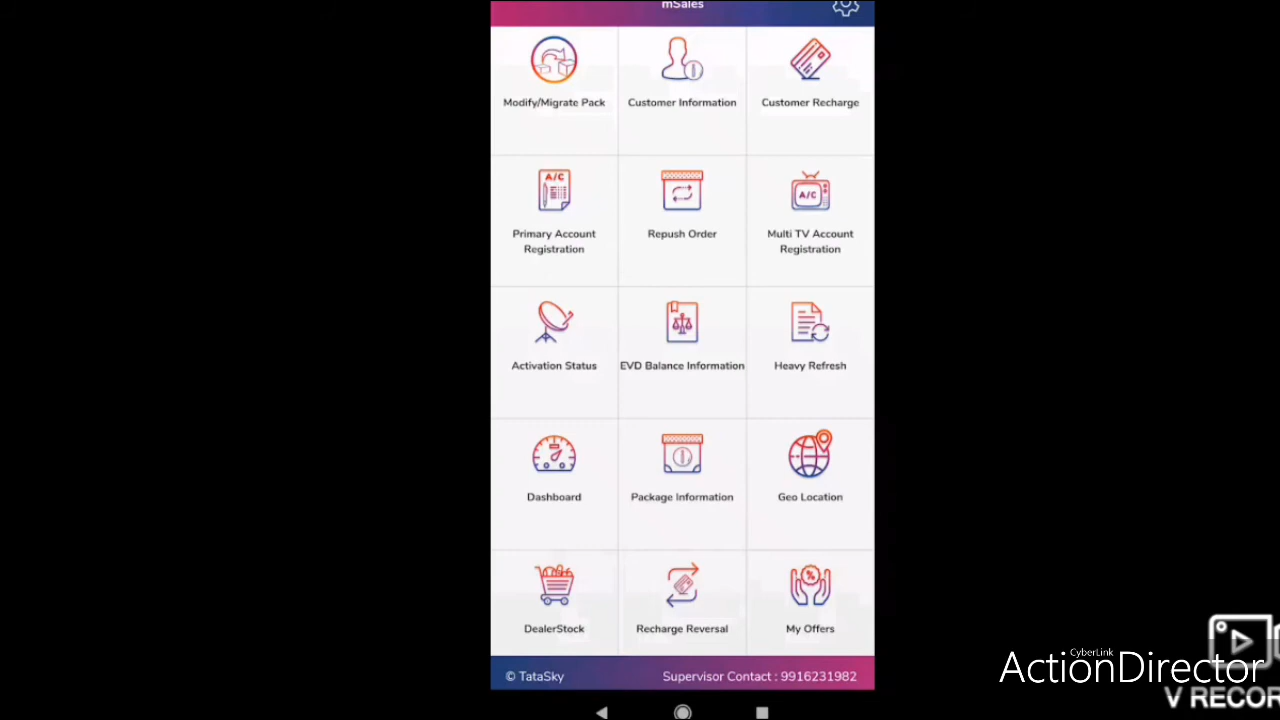 mSales
Modify/Migrate Pack
Customer Information
Customer Recharge
A/C
A/C
Primary Account
Registration
Repush Order
Multi TV Account
Registration
Activation Status
EVD Balance Information
Heavy Refresh
Dashboard
Package Information
Geo Location
%
DealerStock
Recharge Reversal
My Offers
© TataSky
Supervisor Contact : 9916231982
CyberLink
ActionDirector
V RECOR